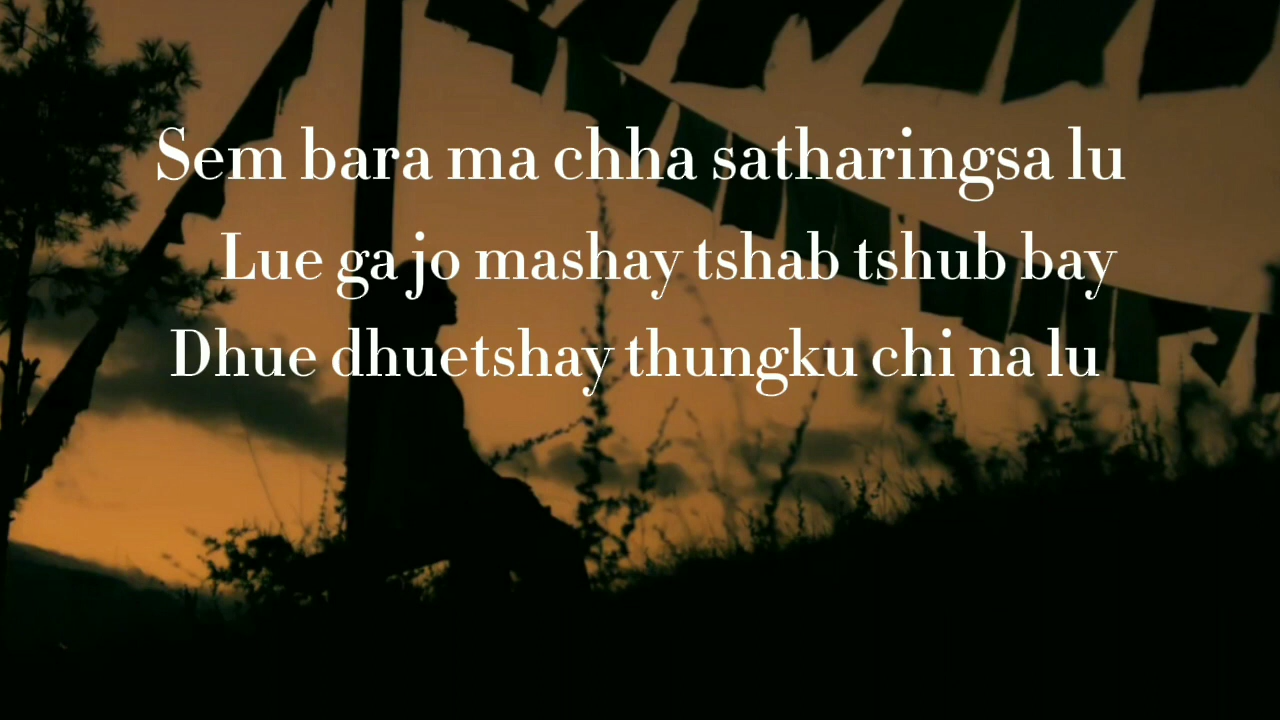 Sem bara ma chha satharingsa lu
Lue ga jo mashay tshab tshub bay
Dhue dhuetshay thungku chi na lu